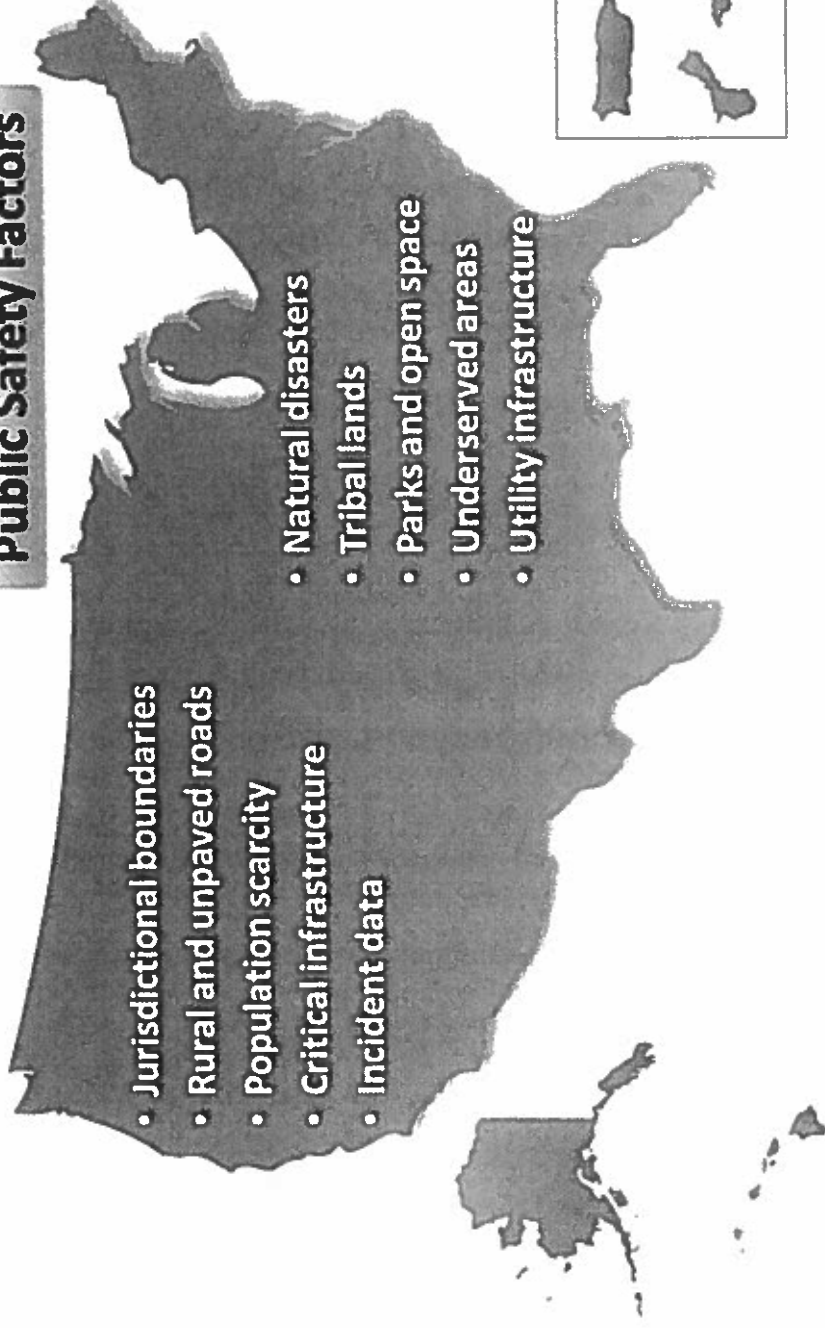 Public Safety Factors
• Jurisdictional boundaries
• Rural and unpaved roads
• Population scarcity
• Critical infrastructure
• Incident data
• Natural disasters
• Tribal lands
• Parks and open space
• Underserved areas
• Utility infrastructure